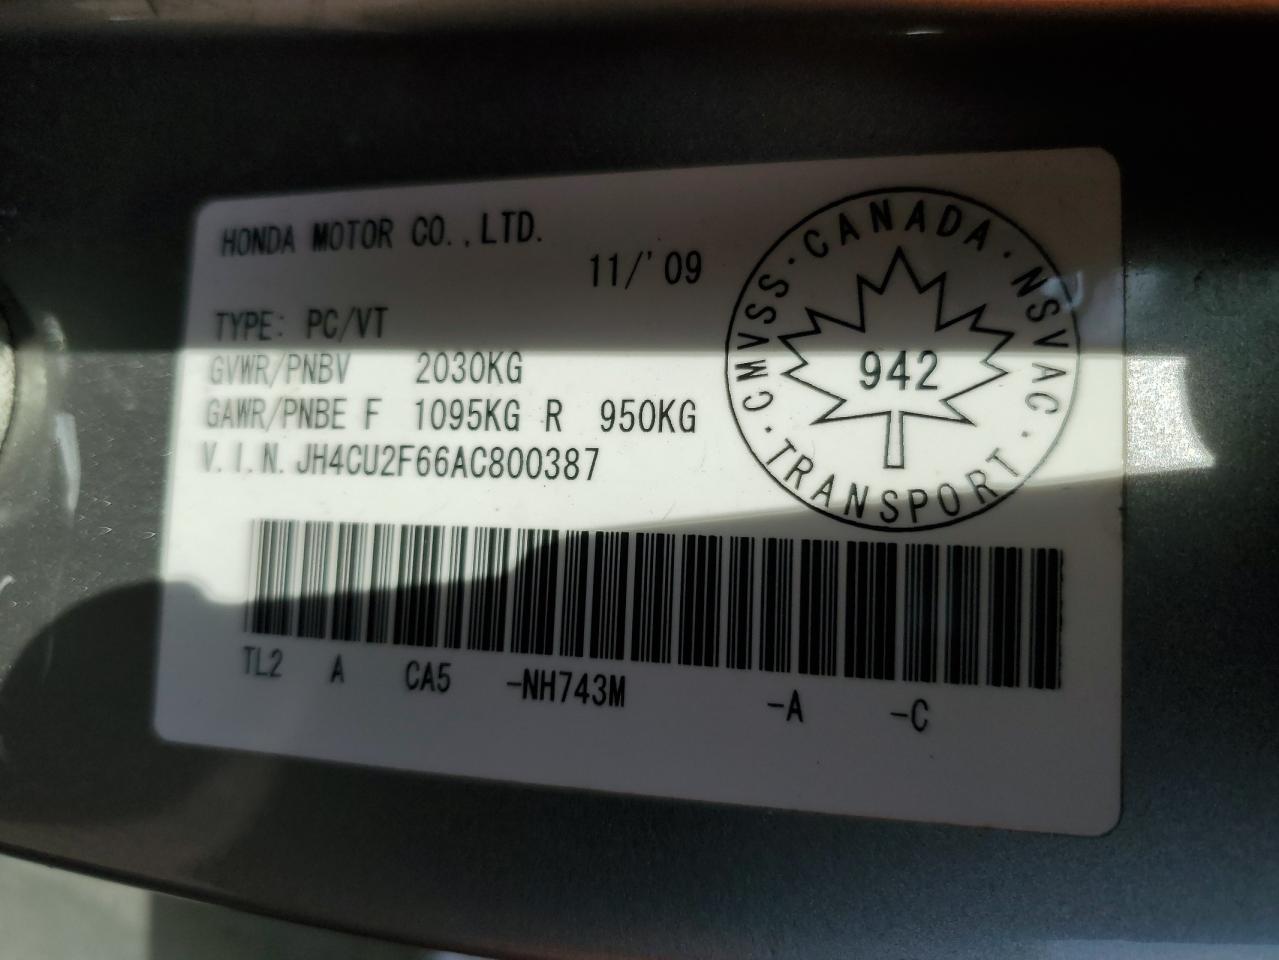 HONDA MOTOR CO.,LTD.
11/'09
TYPE: PC/VT
GVWR/PNBV 2030KG
GAWR/PNBE F 1095KG R 950KG
V.I.N. JH4CU2F66AC800387
CANADA · NSVAC · TRANSPORT · CMVSS ·
942
TL2 A CA5 -NH743M -A -C